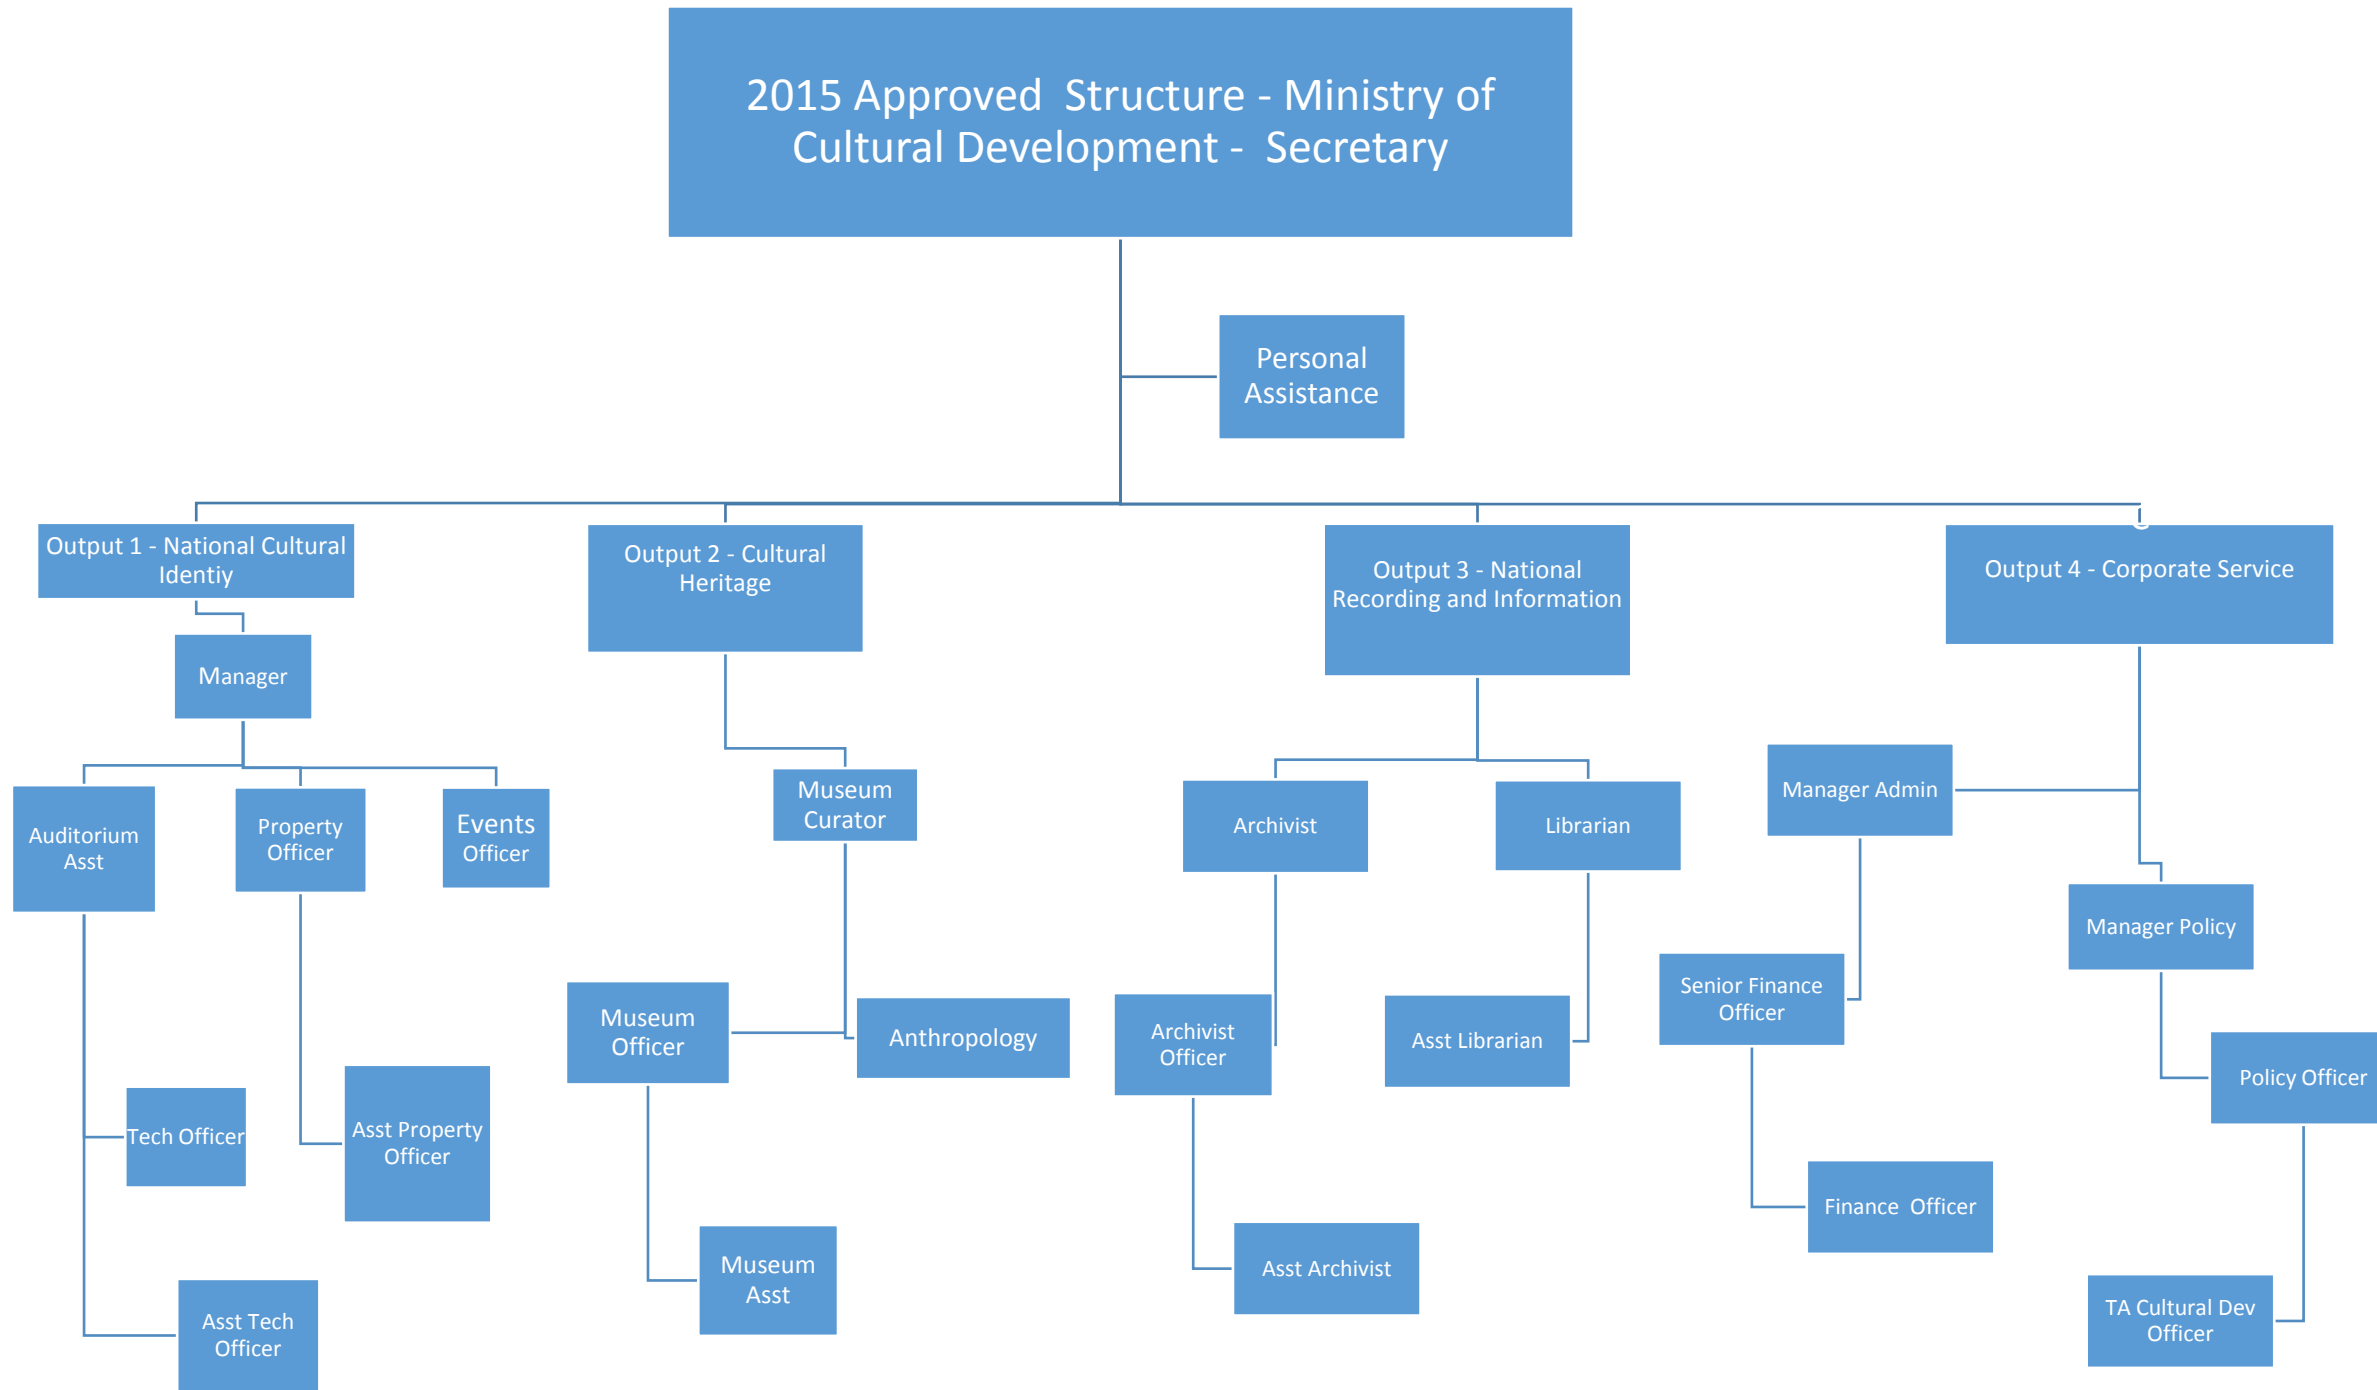 2015 Approved  Structure - Ministry of
Cultural Development -  Secretary
Personal
Assistance
Output 1 - National Cultural
Identiy
Output 2 - Cultural
Heritage
Output 3 - National
Recording and Information
Output 4 - Corporate Service
Manager
Auditorium
Asst
Property
Officer
Events
Officer
Tech Officer
Asst Property
Officer
Asst Tech
Officer
Museum
Curator
Museum
Officer
Anthropology
Museum
Asst
Archivist
Librarian
Archivist
Officer
Asst Librarian
Asst Archivist
Manager Admin
Manager Policy
Senior Finance
Officer
Policy Officer
Finance  Officer
TA Cultural Dev
Officer